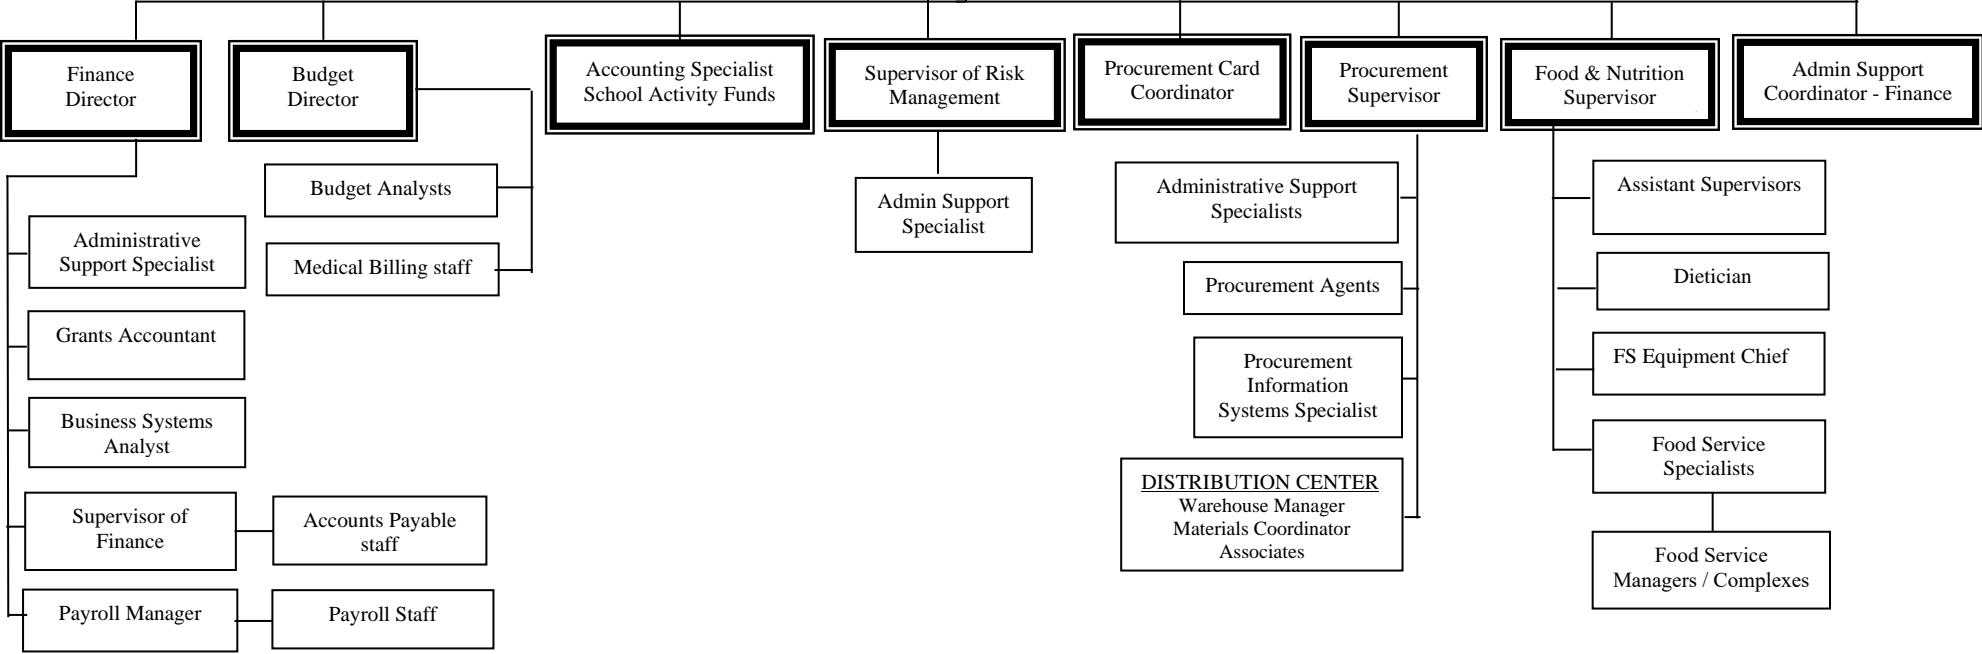 Finance
Director
Budget
Director
Accounting Specialist
School Activity Funds
Supervisor of Risk
Management
Procurement Card
Coordinator
Procurement
Supervisor
Food & Nutrition
Supervisor
Admin Support
Coordinator - Finance
Administrative
Support Specialist
Grants Accountant
Business Systems
Analyst
Supervisor of
Finance
Accounts Payable
staff
Payroll Manager
Payroll Staff
Budget Analysts
Medical Billing staff
Admin Support
Specialist
Administrative Support
Specialists
Procurement Agents
Procurement
Information
Systems Specialist
DISTRIBUTION CENTER
Warehouse Manager
Materials Coordinator
Associates
Assistant Supervisors
Dietician
FS Equipment Chief
Food Service
Specialists
Food Service
Managers / Complexes